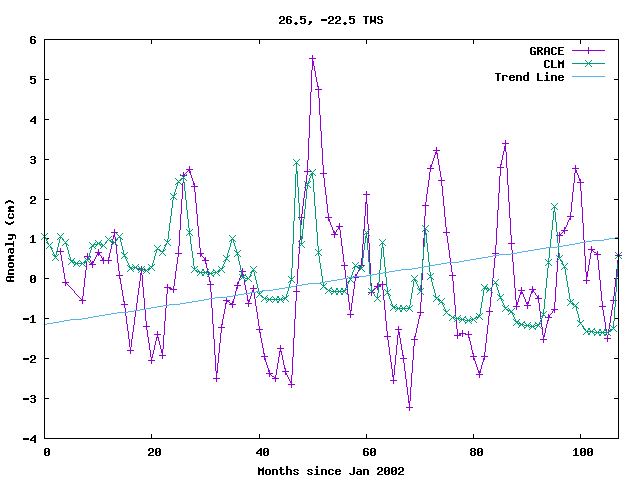 26.5, -22.5 TWS
GRACE
CLM
Trend Line
6
5
4
3
2
1
0
-1
-2
-3
-4
Anomaly (cm)
0 20 40 60 80 100
Months since Jan 2002